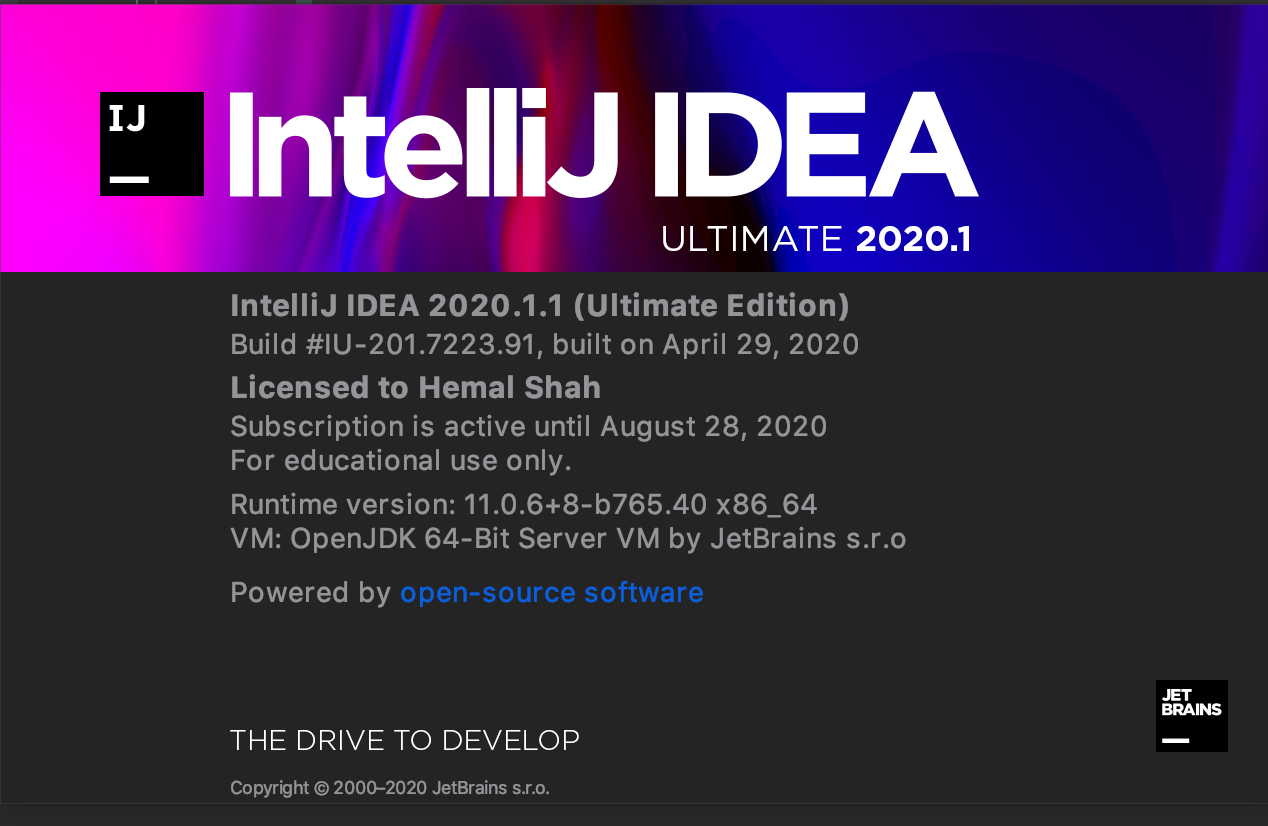 IJ
IntelliJ IDEA
ULTIMATE 2020.1
IntelliJ IDEA 2020.1.1 (Ultimate Edition)
Build #IU-201.7223.91, built on April 29, 2020
Licensed to Hemal Shah
Subscription is active until August 28, 2020
For educational use only.
Runtime version: 11.0.6+8-b765.40 x86_64
VM: OpenJDK 64-Bit Server VM by JetBrains s.r.o
Powered by open-source software
JET
BRAINS
THE DRIVE TO DEVELOP
Copyright © 2000–2020 JetBrains s.r.o.